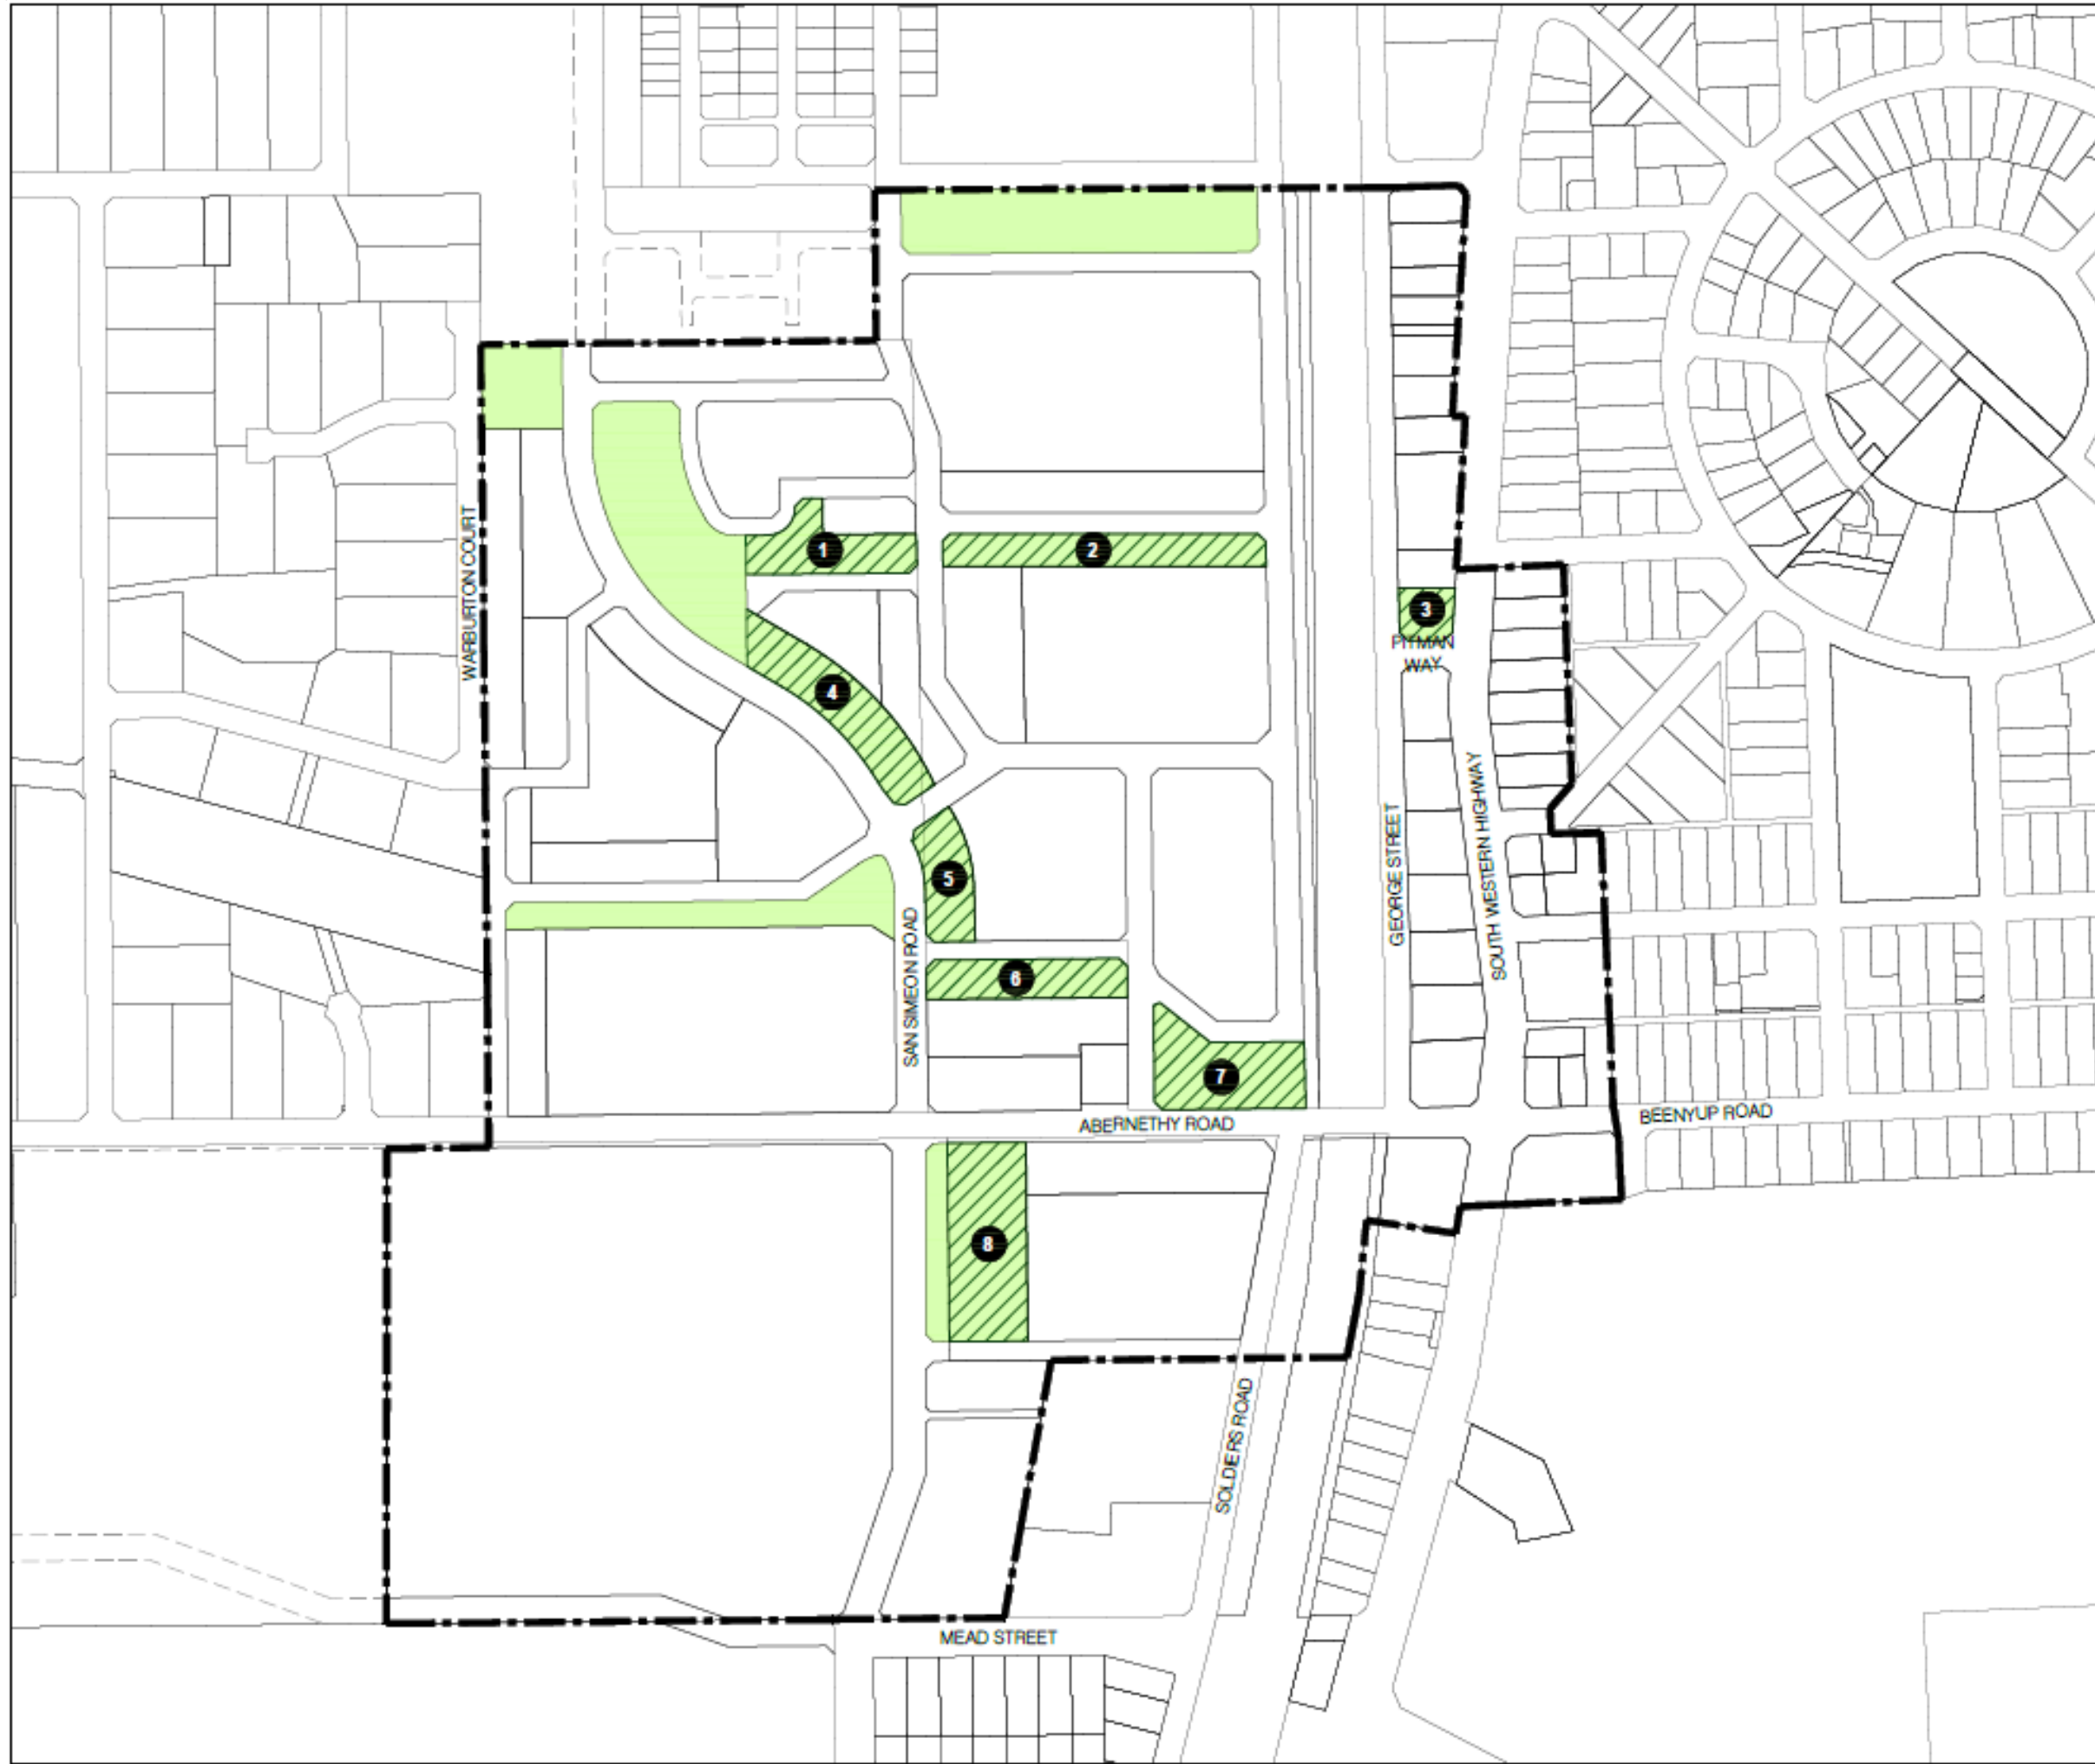 1
2
3
PITMAN
WAY
WARBURTON COURT
4
SOUTH WESTERN HIGHWAY
GEORGE STREET
5
SAN SIMEON ROAD
6
7
ABERNETHY ROAD
BEENYUP ROAD
8
SOLDIERS ROAD
MEAD STREET